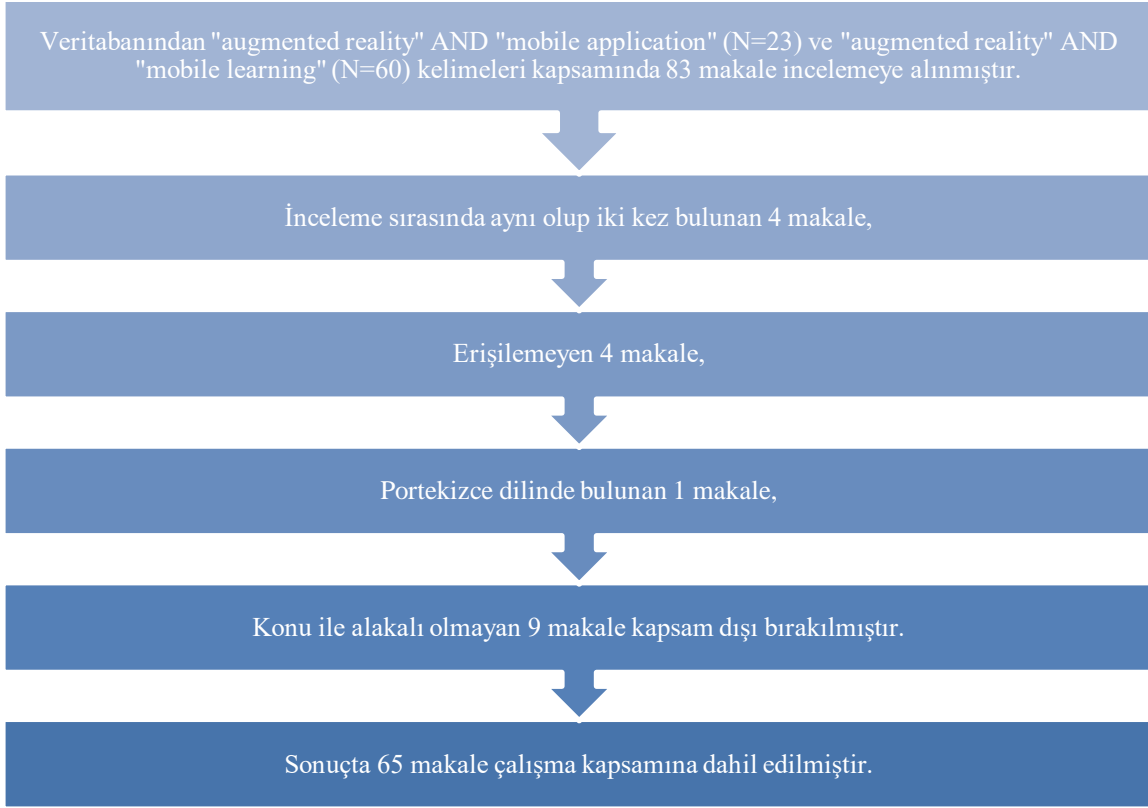 Veritabanından "augmented reality" AND "mobile application" (N=23) ve "augmented reality" AND
"mobile learning" (N=60) kelimeleri kapsamında 83 makale incelemeye alınmıştır.
İnceleme sırasında aynı olup iki kez bulunan 4 makale,
Erişilemeyen 4 makale,
Portekizce dilinde bulunan 1 makale,
Konu ile alakalı olmayan 9 makale kapsam dışı bırakılmıştır.
Sonuçta 65 makale çalışma kapsamına dahil edilmiştir.